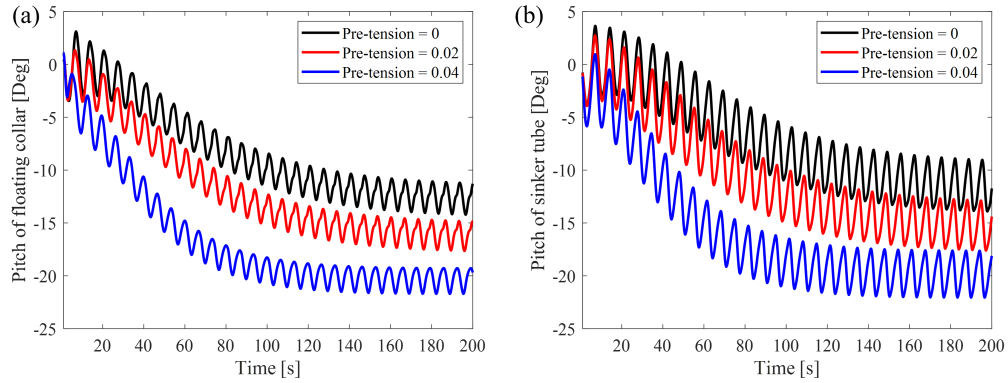 (a)
Pitch of floating collar [Deg]
5
0
-5
-10
-15
-20
-25
Pre-tension = 0
Pre-tension = 0.02
Pre-tension = 0.04
20 40 60 80 100 120 140 160 180 200
Time [s]
(b)
Pitch of sinker tube [Deg]
5
0
-5
-10
-15
-20
-25
Pre-tension = 0
Pre-tension = 0.02
Pre-tension = 0.04
20 40 60 80 100 120 140 160 180 200
Time [s]